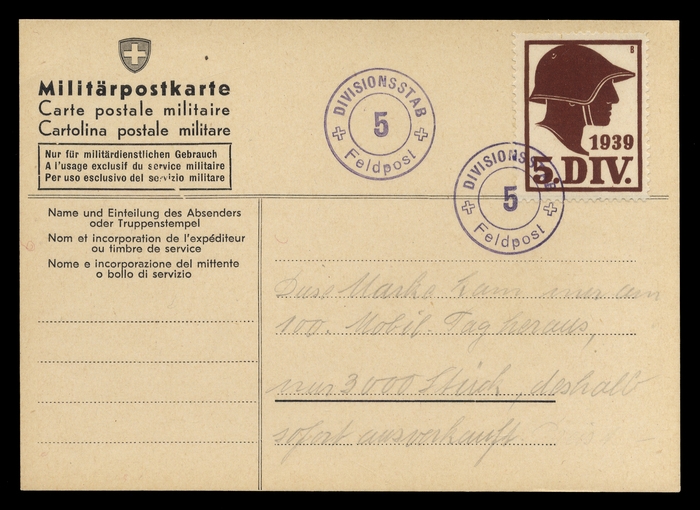 Militärpostkarte
Carte postale militaire
Cartolina postale militare
Nur für militärdienstlichen Gebrauch
A l'usage exclusif du service militaire
Per uso esclusivo del servizio militare
DIVISIONSSTAB
5
Feldpost
B
1939
5. DIV.
DIVISIONSSTAB
5
Feldpost
Name und Einteilung des Absenders
oder Truppenstempel
Nom et incorporation de l'expéditeur
ou timbre de service
Nome e incorporazione del mittente
o bollo di servizio
Diese Marke kam nur am
100. Mobil. Tag heraus,
nur 3000 Stück, deshalb
sofort ausverkauft